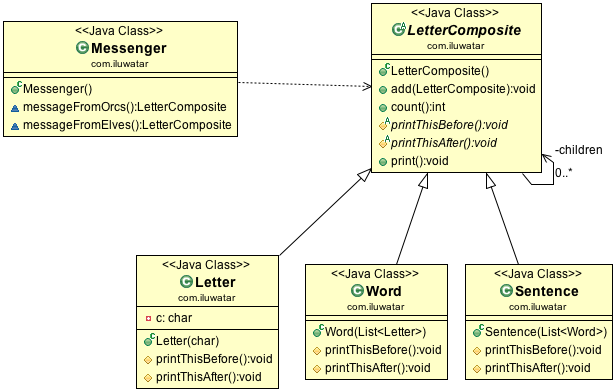 <<Java Class>>
Messenger
com.iluwatar
Messenger()
messageFromOrcs():LetterComposite
messageFromElves():LetterComposite
<<Java Class>>
LetterComposite
com.iluwatar
LetterComposite()
add(LetterComposite):void
count():int
printThisBefore():void
printThisAfter():void
print():void
-children
0..*
<<Java Class>>
Letter
com.iluwatar
c: char
Letter(char)
printThisBefore():void
printThisAfter():void
<<Java Class>>
Word
com.iluwatar
Word(List<Letter>)
printThisBefore():void
printThisAfter():void
<<Java Class>>
Sentence
com.iluwatar
Sentence(List<Word>)
printThisBefore():void
printThisAfter():void